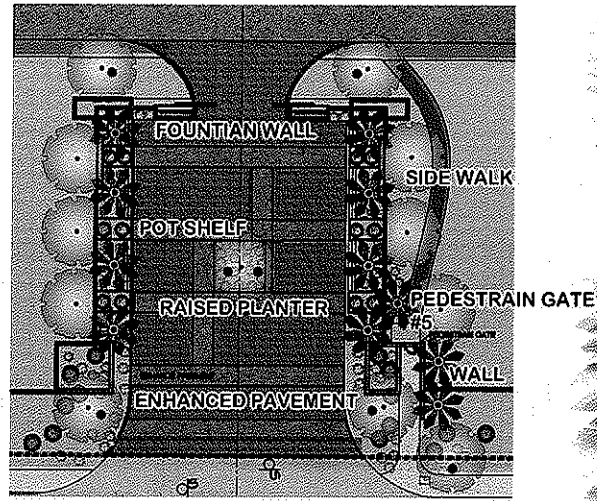 FOUNTIAN WALL
SIDE WALK
POT SHELF
RAISED PLANTER
PEDESTRAIN GATE
#5
WALL
ENHANCED PAVEMENT